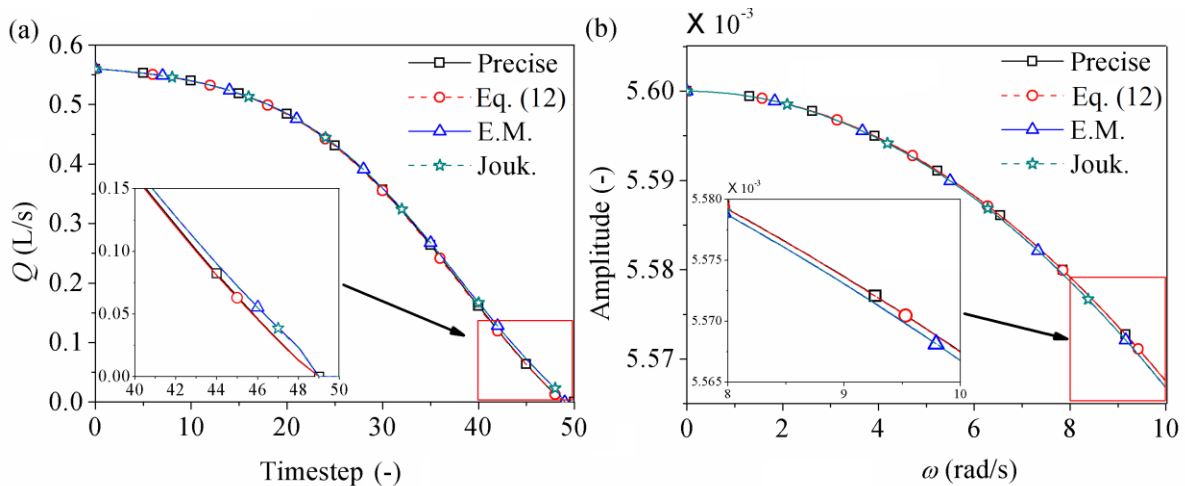 (a)
0.6
0.5
0.4
0.3
0.2
0.1
0.0
Q (L/s)
0 10 20 30 40 50
Timestep (-)
Precise
Eq. (12)
E.M.
Jouk.
0.15
0.10
0.05
0.00
40 42 44 46 48 50
X 10⁻³
(b)
5.60
5.59
5.58
5.57
Amplitude (-)
0 2 4 6 8 10
ω (rad/s)
Precise
Eq. (12)
E.M.
Jouk.
X 10⁻³
5.580
5.575
5.570
5.565
8 9 10